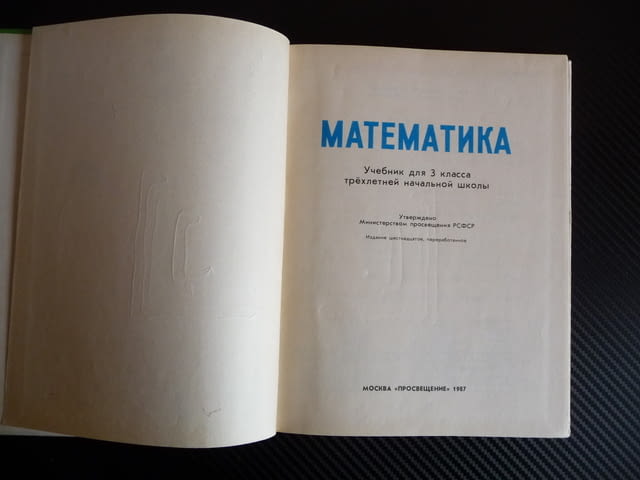 МАТЕМАТИКА
Учебник для 3 класса
трёхлетней начальной школы
Утверждено
Министерством просвещения РСФСР
Издание шестнадцатое, переработанное
МОСКВА «ПРОСВЕЩЕНИЕ» 1987